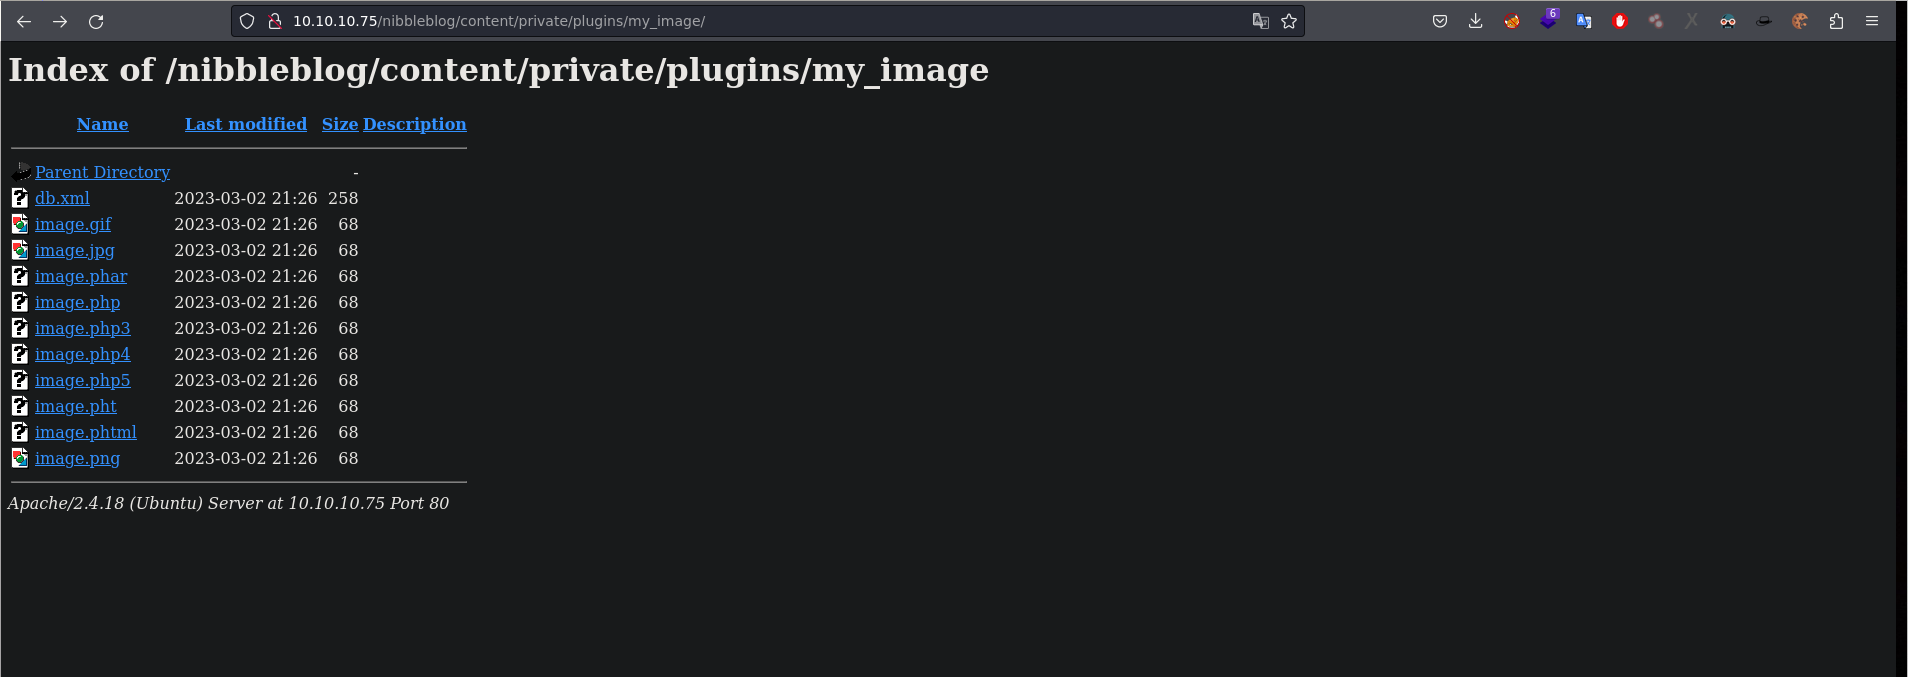 10.10.10.75/nibbleblog/content/private/plugins/my_image/
6
Index of /nibbleblog/content/private/plugins/my_image
Name Last modified Size Description
Parent Directory -
db.xml 2023-03-02 21:26 258
image.gif 2023-03-02 21:26 68
image.jpg 2023-03-02 21:26 68
image.phar 2023-03-02 21:26 68
image.php 2023-03-02 21:26 68
image.php3 2023-03-02 21:26 68
image.php4 2023-03-02 21:26 68
image.php5 2023-03-02 21:26 68
image.pht 2023-03-02 21:26 68
image.phtml 2023-03-02 21:26 68
image.png 2023-03-02 21:26 68
Apache/2.4.18 (Ubuntu) Server at 10.10.10.75 Port 80